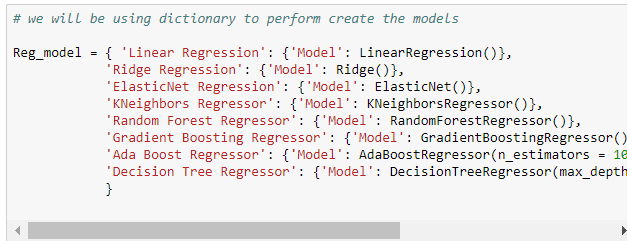 # we will be using dictionary to perform create the models
Reg_model = { 'Linear Regression': {'Model': LinearRegression()},
'Ridge Regression': {'Model': Ridge()},
'ElasticNet Regression': {'Model': ElasticNet()},
'KNeighbors Regressor': {'Model': KNeighborsRegressor()},
'Random Forest Regressor': {'Model': RandomForestRegressor()},
'Gradient Boosting Regressor': {'Model': GradientBoostingRegressor()
'Ada Boost Regressor': {'Model': AdaBoostRegressor(n_estimators = 10
'Decision Tree Regressor': {'Model': DecisionTreeRegressor(max_depth
}